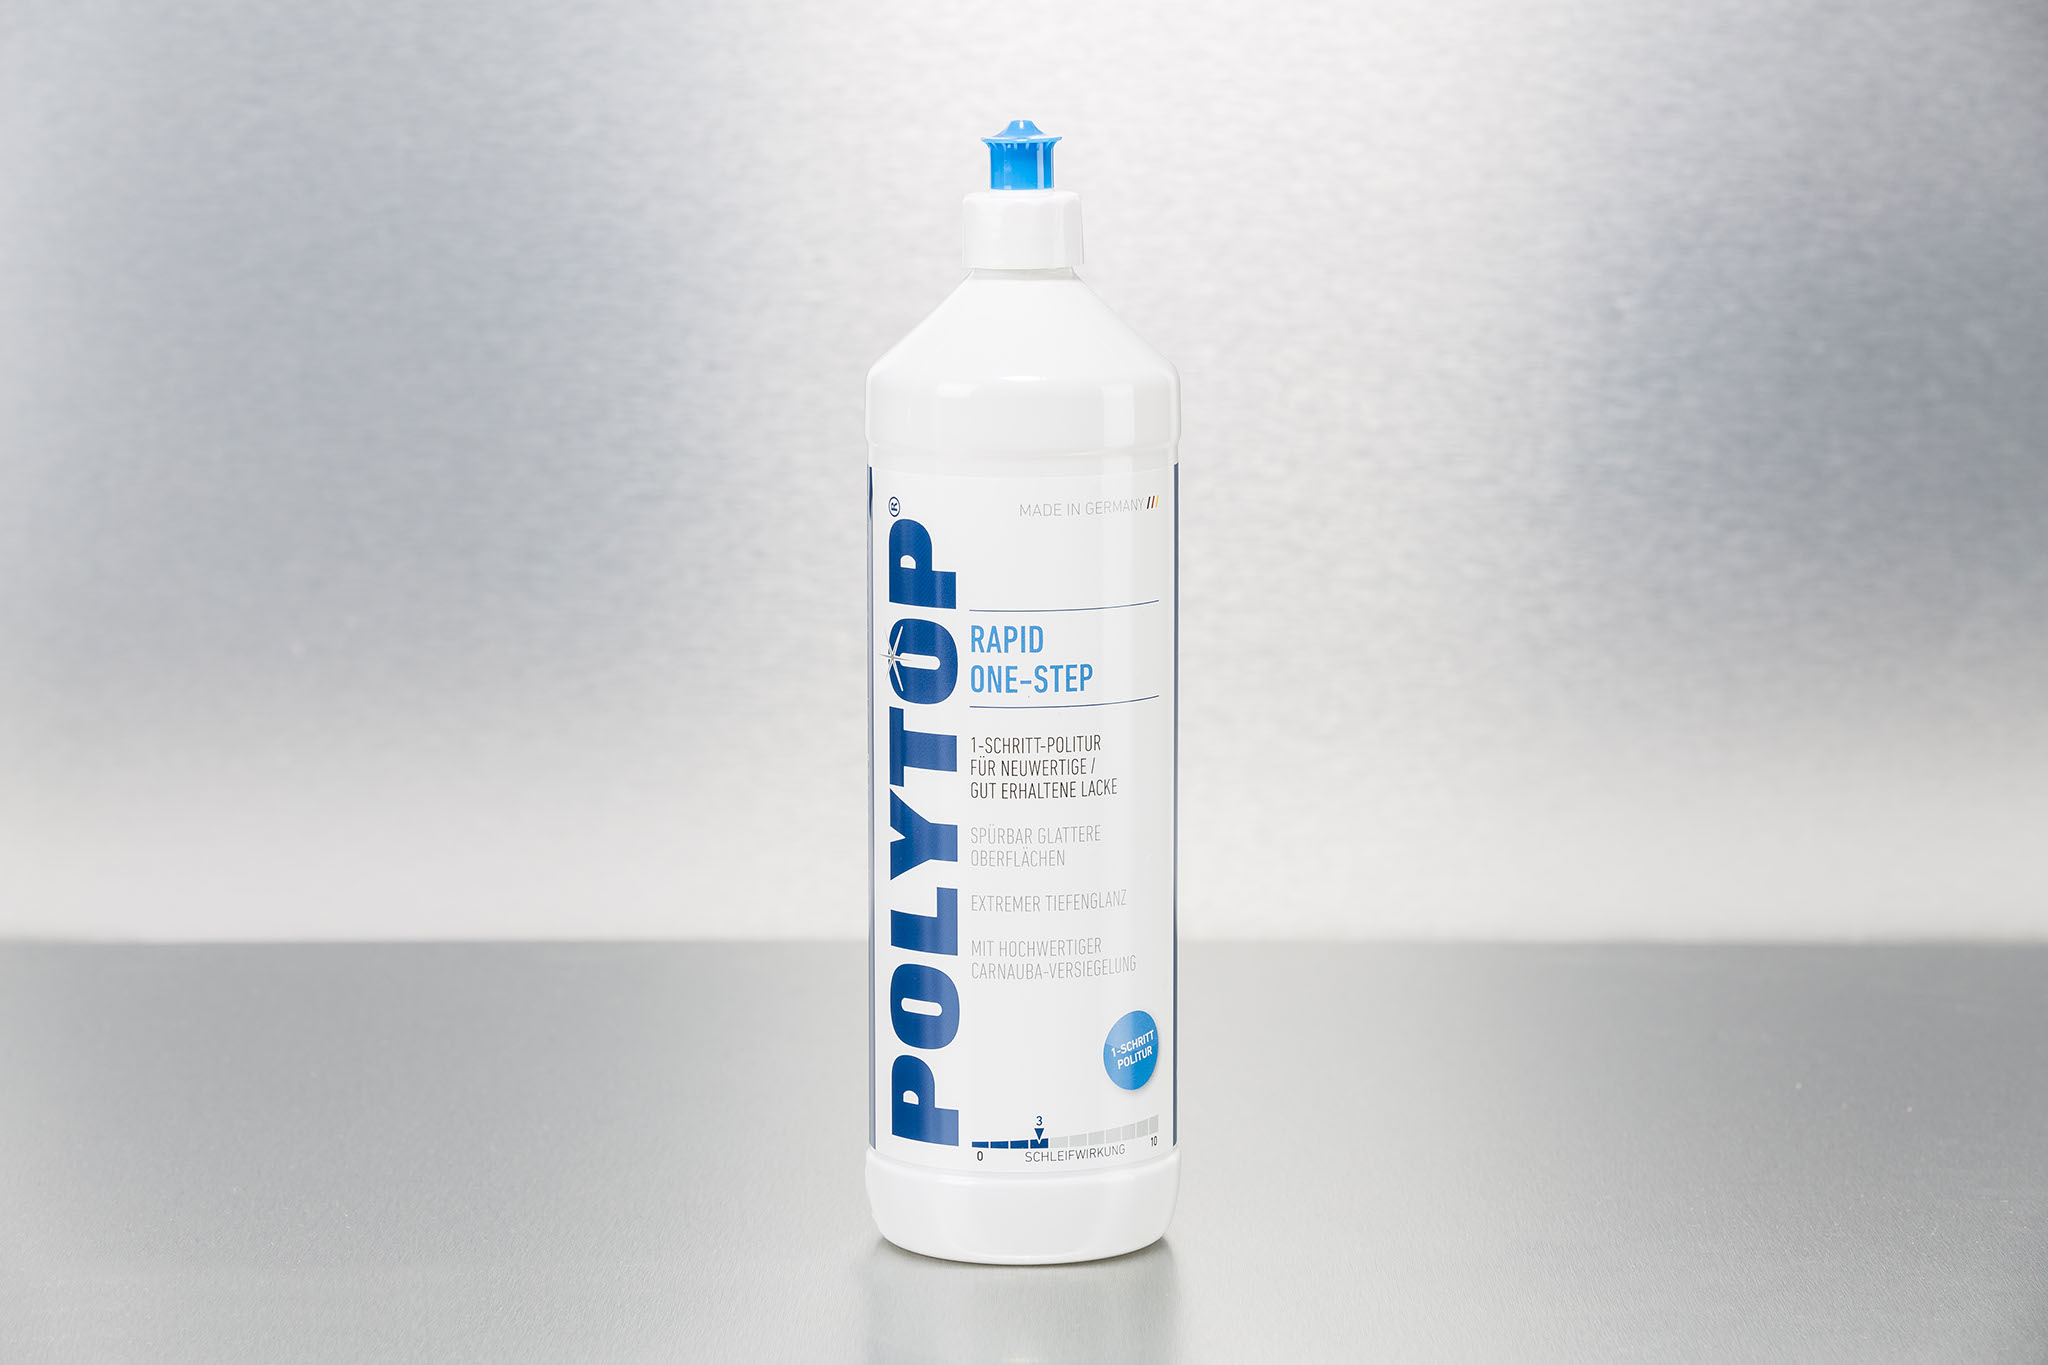 MADE IN GERMANY
POLYTOP®
RAPID
ONE-STEP
1-SCHRITT-POLITUR
FÜR NEUWERTIGE /
GUT ERHALTENE LACKE
SPÜRBAR GLATTERE
OBERFLÄCHEN
EXTREMER TIEFENGLANZ
MIT HOCHWERTIGER
CARNAUBA-VERSIEGELUNG
1-SCHRITT
POLITUR
3
0
10
SCHLEIFWIRKUNG